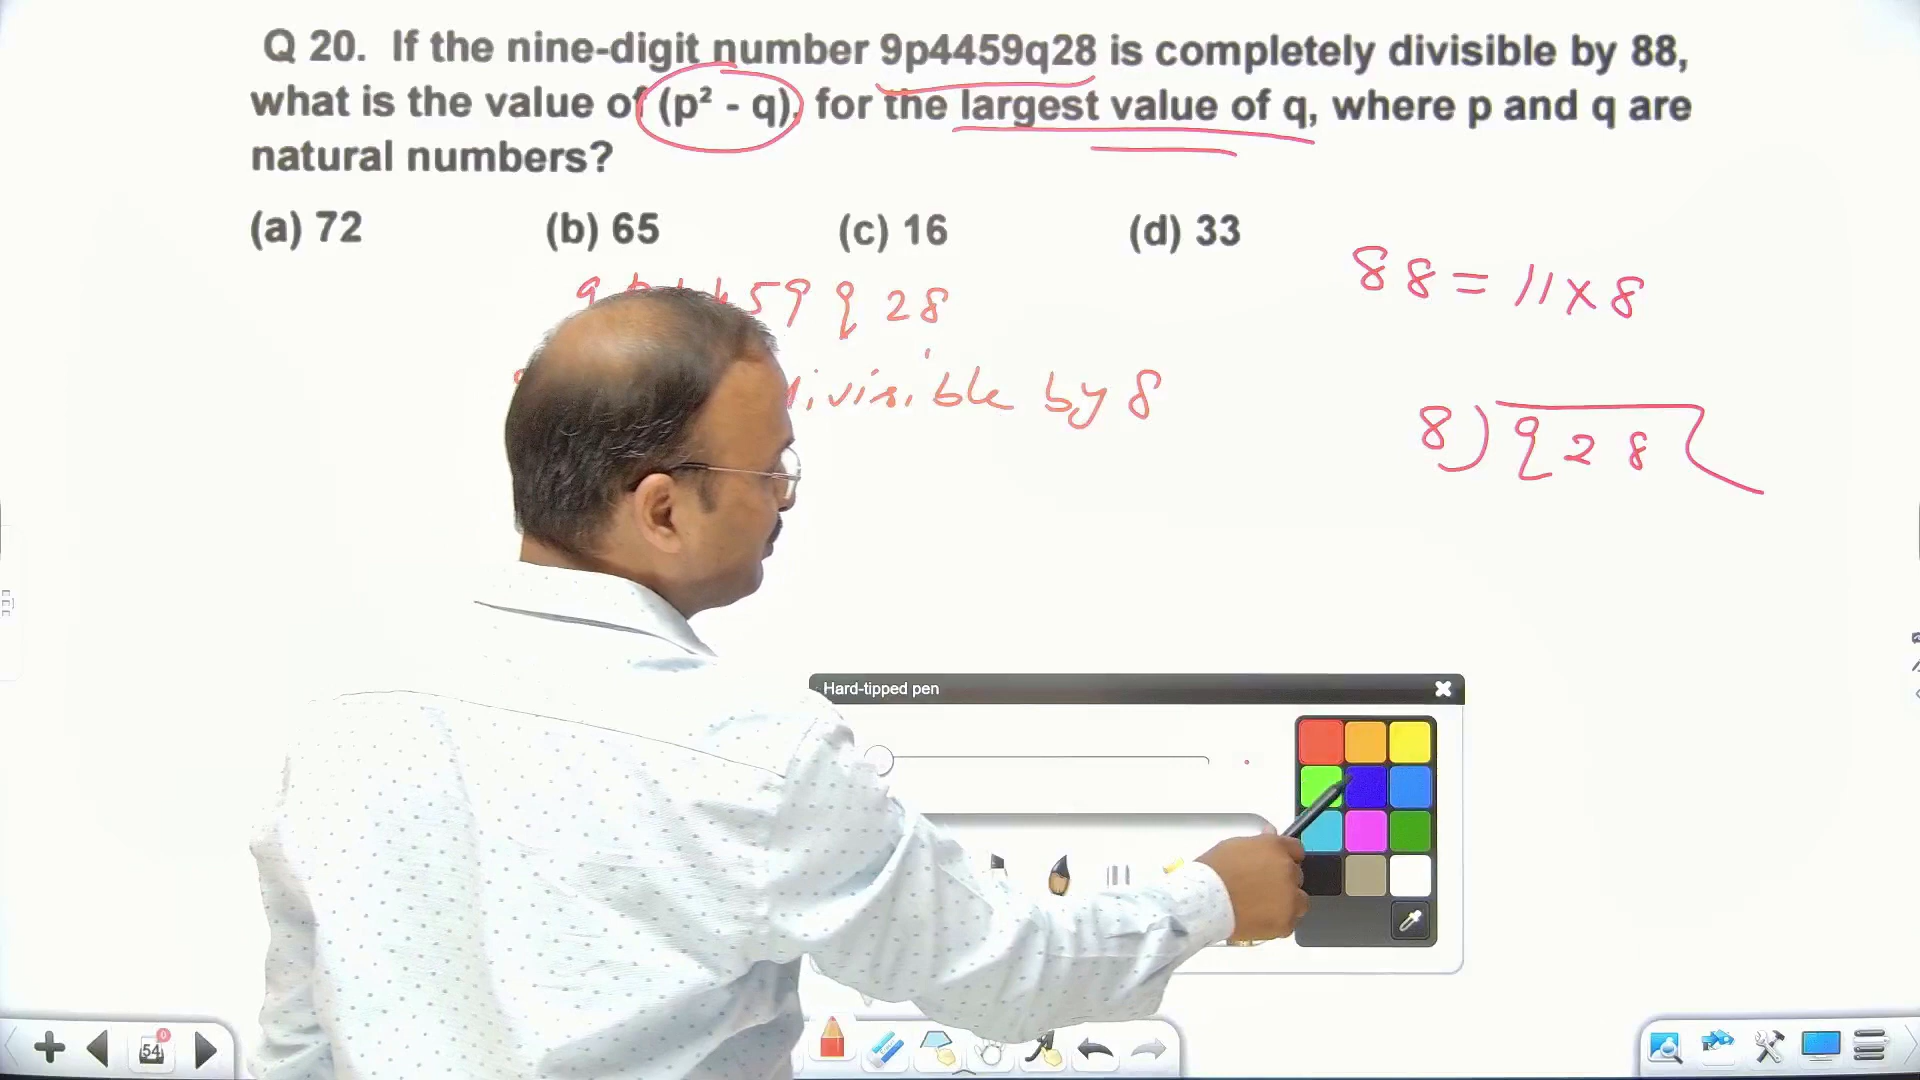 Q 20. If the nine-digit number 9p4459q28 is completely divisible by 88,
what is the value of (p² - q), for the largest value of q, where p and q are
natural numbers?
(a) 72 (b) 65 (c) 16 (d) 33
88 = 11 x 8
59 q 28
divisible by 8
8) q 2 8
Hard-tipped pen
54
0